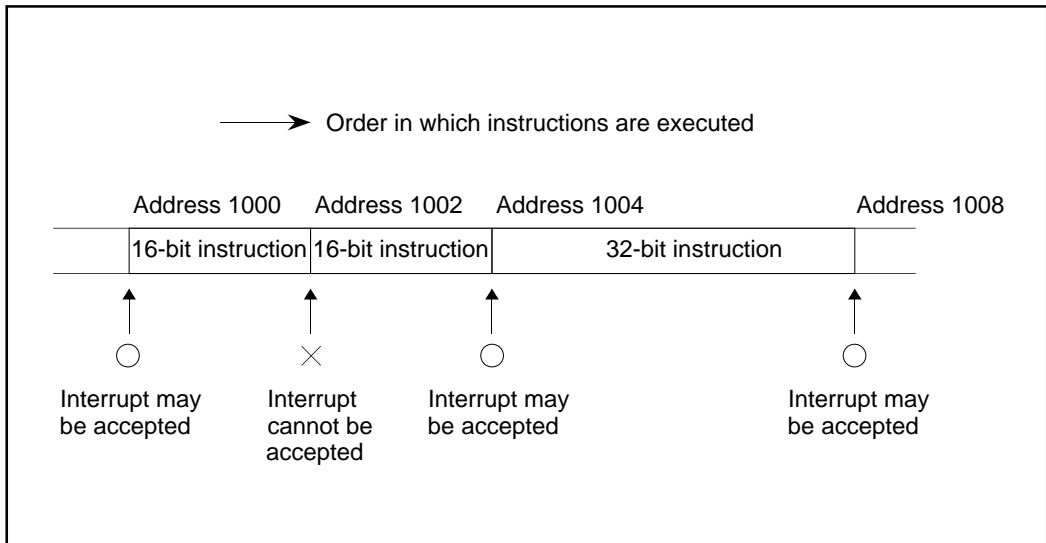 Order in which instructions are executed
Address 1000 Address 1002 Address 1004 Address 1008
16-bit instruction 16-bit instruction 32-bit instruction
Interrupt may
be accepted
Interrupt
cannot be
accepted
Interrupt may
be accepted
Interrupt may
be accepted